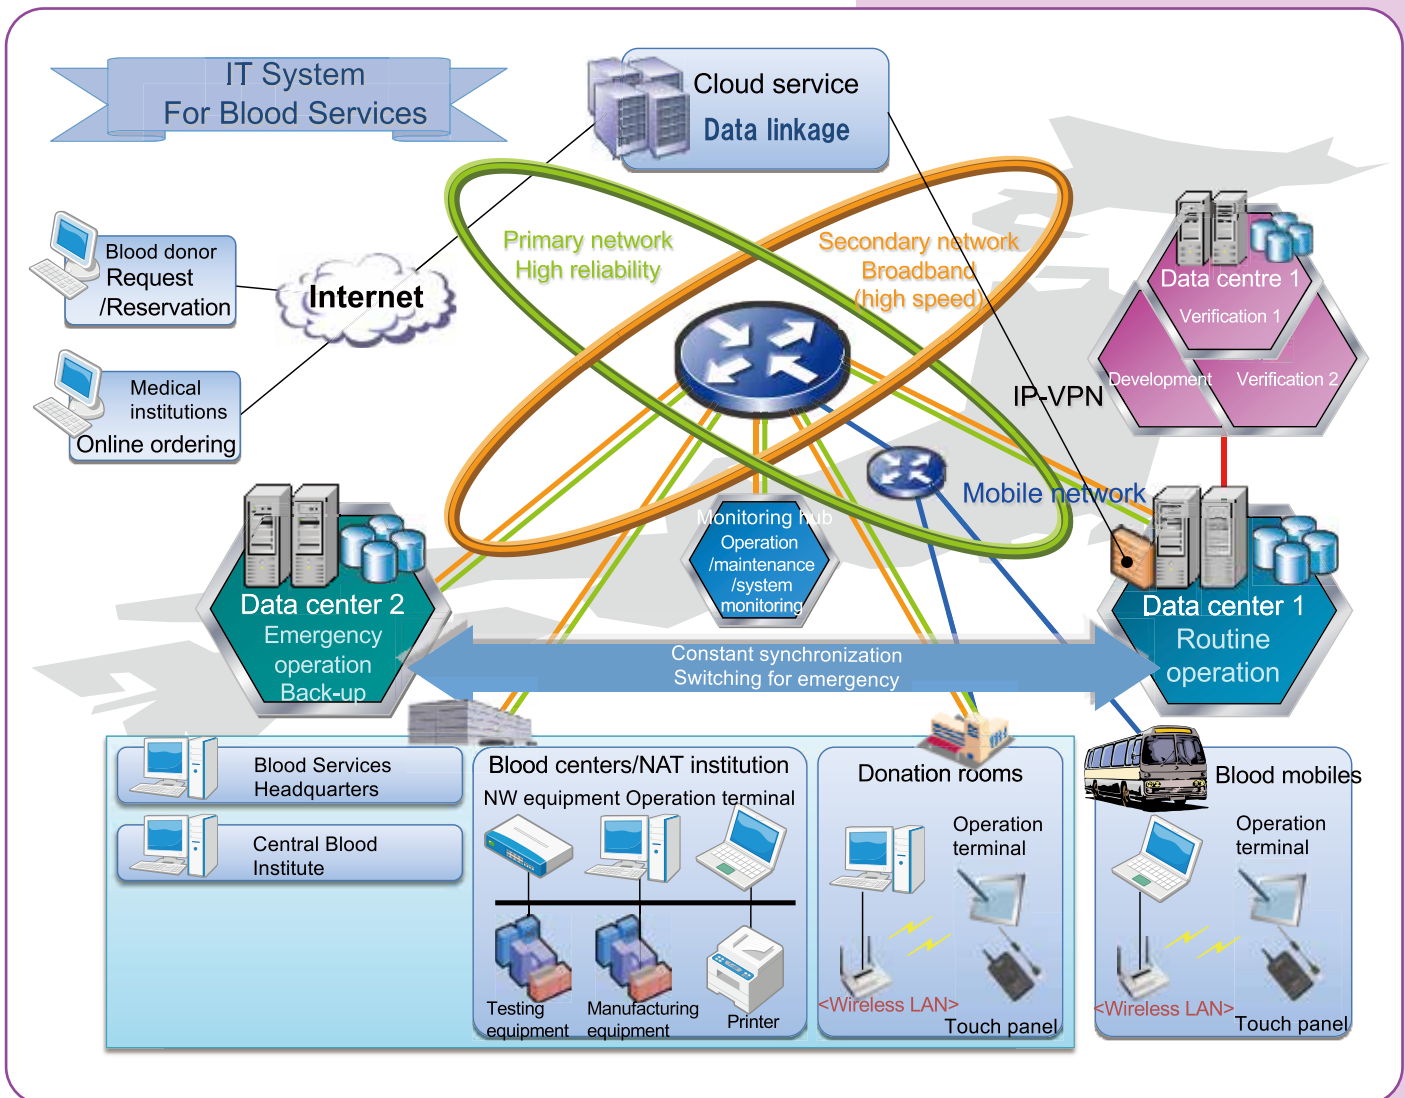 IT System
For Blood Services
Cloud service
Data linkage
Primary network
High reliability
Secondary network
Broadband
(high speed)
Blood donor
Request
/Reservation
Internet
Medical
institutions
Online ordering
Data centre 1
Verification 1
Development
Verification 2
IP-VPN
Mobile network
Monitoring hub
Operation
/maintenance
/system
monitoring
Data center 2
Emergency
operation
Back-up
Data center 1
Routine
operation
Constant synchronization
Switching for emergency
Blood Services
Headquarters
Central Blood
Institute
Blood centers/NAT institution
NW equipment Operation terminal
Testing
equipment
Manufacturing
equipment
Printer
Donation rooms
Operation
terminal
<Wireless LAN>
Touch panel
Blood mobiles
Operation
terminal
<Wireless LAN>
Touch panel